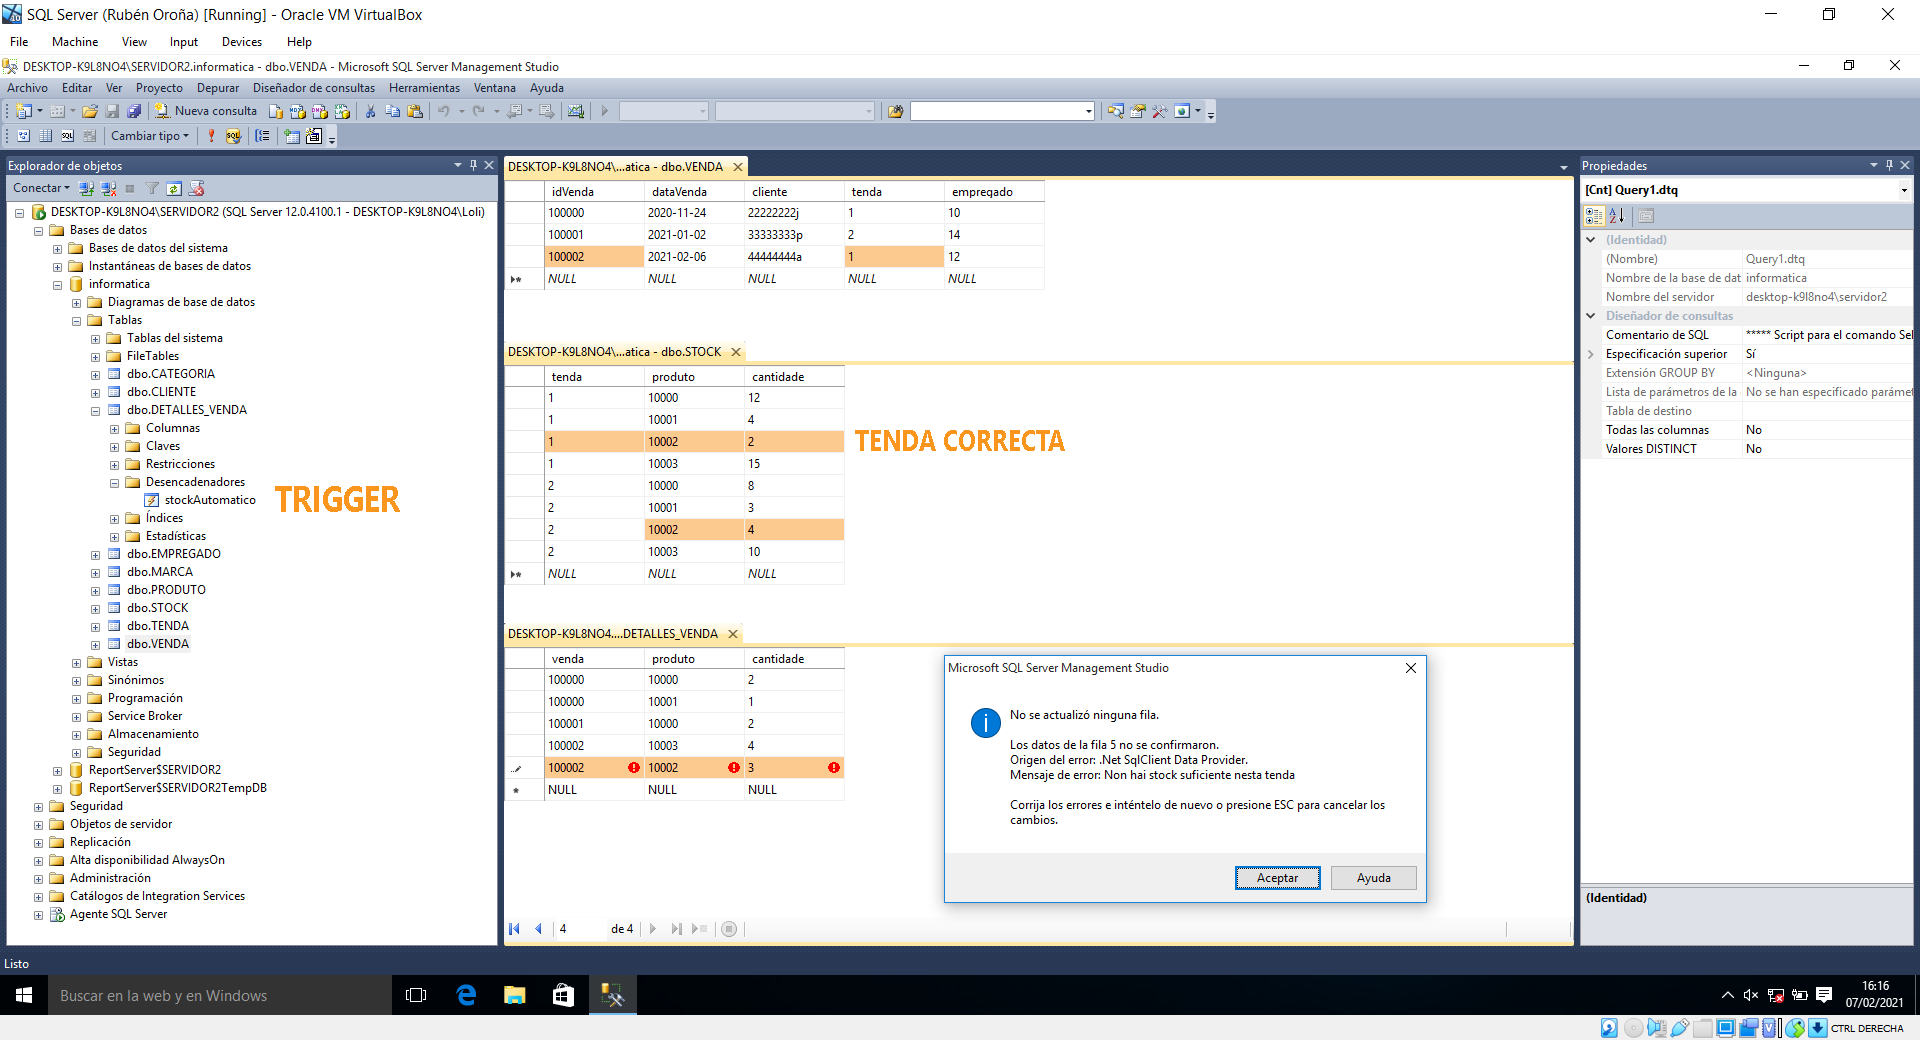 SQL Server (Rubén Oroña) [Running] - Oracle VM VirtualBox
File Machine View Input Devices Help
DESKTOP-K9L8NO4\SERVIDOR2.informatica - dbo.VENDA - Microsoft SQL Server Management Studio
Archivo Editar Ver Proyecto Depurar Diseñador de consultas Herramientas Ventana Ayuda
Nueva consulta
Cambiar tipo
Explorador de objetos
Conectar
DESKTOP-K9L8NO4\SERVIDOR2 (SQL Server 12.0.4100.1 - DESKTOP-K9L8NO4\Loli)
Bases de datos
Bases de datos del sistema
Instantáneas de bases de datos
informatica
Diagramas de base de datos
Tablas
Tablas del sistema
FileTables
dbo.CATEGORIA
dbo.CLIENTE
dbo.DETALLES_VENDA
Columnas
Claves
Restricciones
Desencadenadores
stockAutomatico
TRIGGER
Índices
Estadísticas
dbo.EMPREGADO
dbo.MARCA
dbo.PRODUTO
dbo.STOCK
dbo.TENDA
dbo.VENDA
Vistas
Sinónimos
Programación
Service Broker
Almacenamiento
Seguridad
ReportServer$SERVIDOR2
ReportServer$SERVIDOR2TempDB
Seguridad
Objetos de servidor
Replicación
Alta disponibilidad AlwaysOn
Administración
Catálogos de Integration Services
Agente SQL Server
DESKTOP-K9L8NO4\...atica - dbo.VENDA
idVenda dataVenda cliente tenda empregado
100000 2020-11-24 22222222j 1 10
100001 2021-01-02 33333333p 2 14
100002 2021-02-06 44444444a 1 12
NULL NULL NULL NULL NULL
DESKTOP-K9L8NO4\...atica - dbo.STOCK
tenda produto cantidade
1 10000 12
1 10001 4
1 10002 2
TENDA CORRECTA
1 10003 15
2 10000 8
2 10001 3
2 10002 4
2 10003 10
NULL NULL NULL
DESKTOP-K9L8NO4....DETALLES_VENDA
venda produto cantidade
100000 10000 2
100000 10001 1
100001 10000 2
100002 10003 4
100002 10002 3
NULL NULL NULL
Microsoft SQL Server Management Studio
No se actualizó ninguna fila.
Los datos de la fila 5 no se confirmaron.
Origen del error: .Net SqlClient Data Provider.
Mensaje de error: Non hai stock suficiente nesta tenda
Corrija los errores e inténtelo de nuevo o presione ESC para cancelar los
cambios.
Aceptar Ayuda
4 de 4
Propiedades
[Cnt] Query1.dtq
(Identidad)
(Nombre) Query1.dtq
Nombre de la base de dat informatica
Nombre del servidor desktop-k9l8no4\servidor2
Diseñador de consultas
Comentario de SQL ***** Script para el comando Sel
Especificación superior Sí
Extensión GROUP BY <Ninguna>
Lista de parámetros de la No se han especificado parámet
Tabla de destino
Todas las columnas No
Valores DISTINCT No
(Identidad)
Listo
Buscar en la web y en Windows
16:16
07/02/2021
CTRL DERECHA